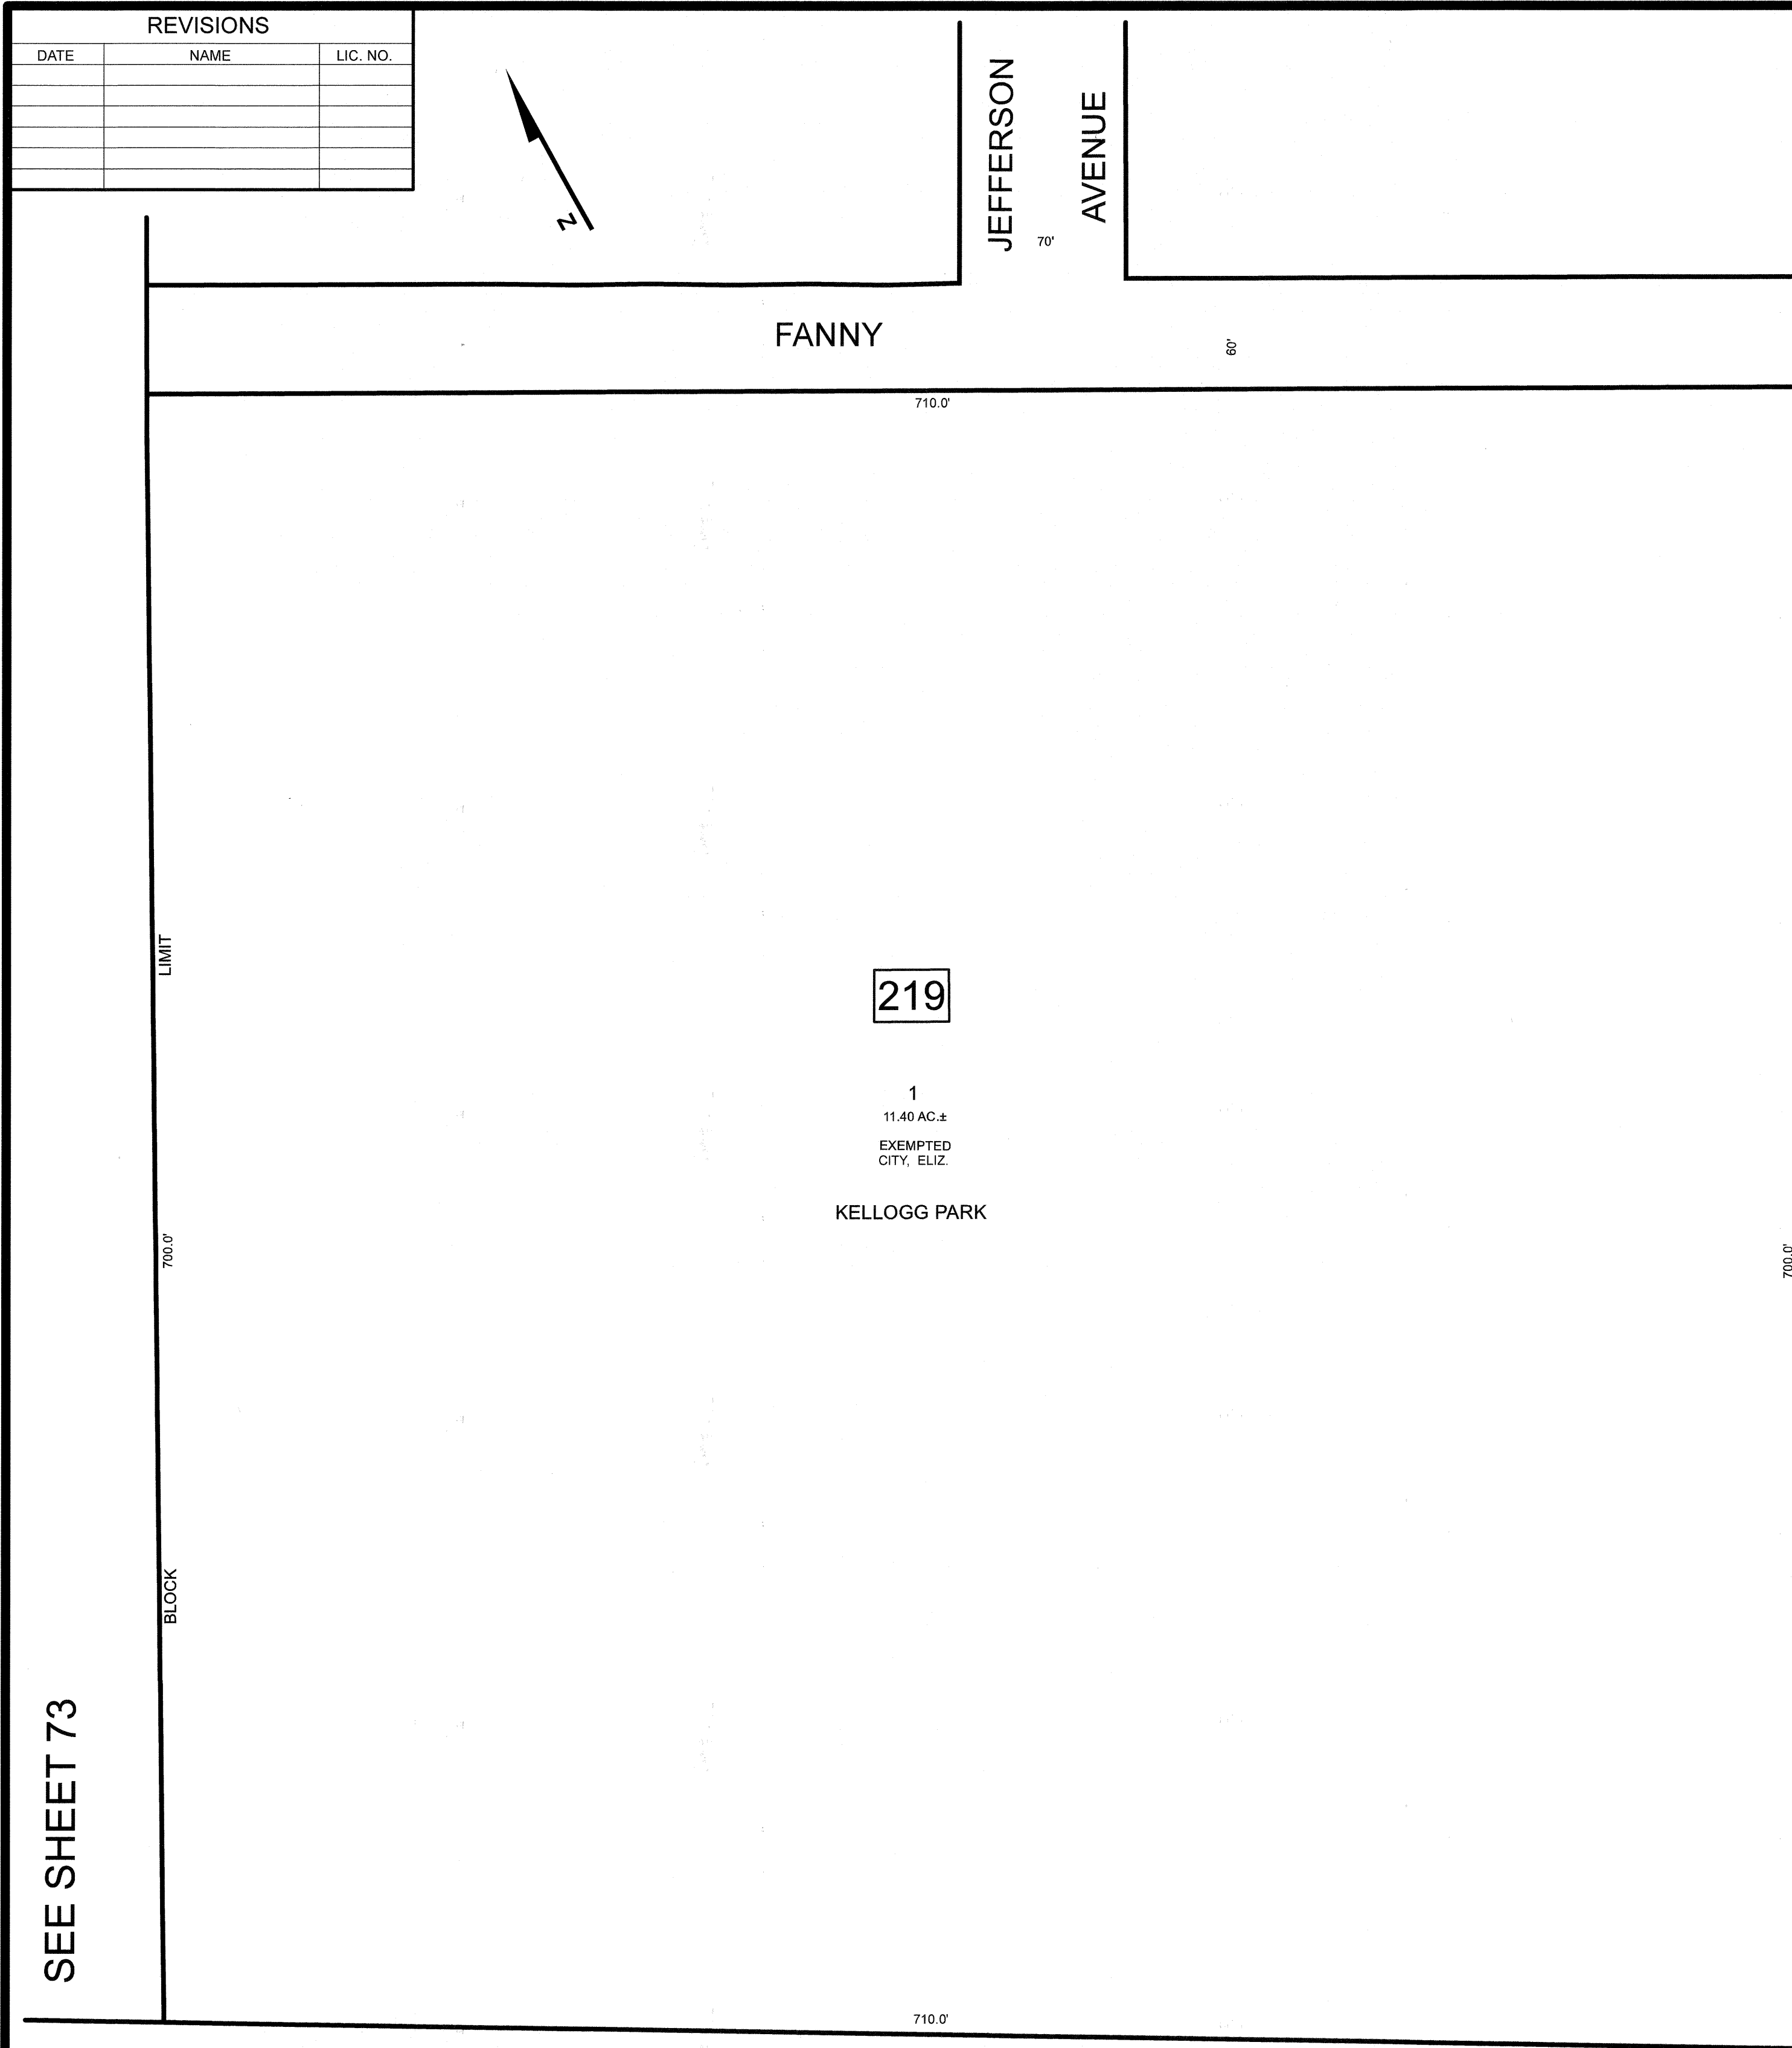 REVISIONS
DATE NAME LIC. NO.
N
JEFFERSON
AVENUE
70'
FANNY
60'
710.0'
LIMIT
219
1
11.40 AC.±
EXEMPTED
CITY, ELIZ.
KELLOGG PARK
700.0'
700.0'
BLOCK
SEE SHEET 73
710.0'